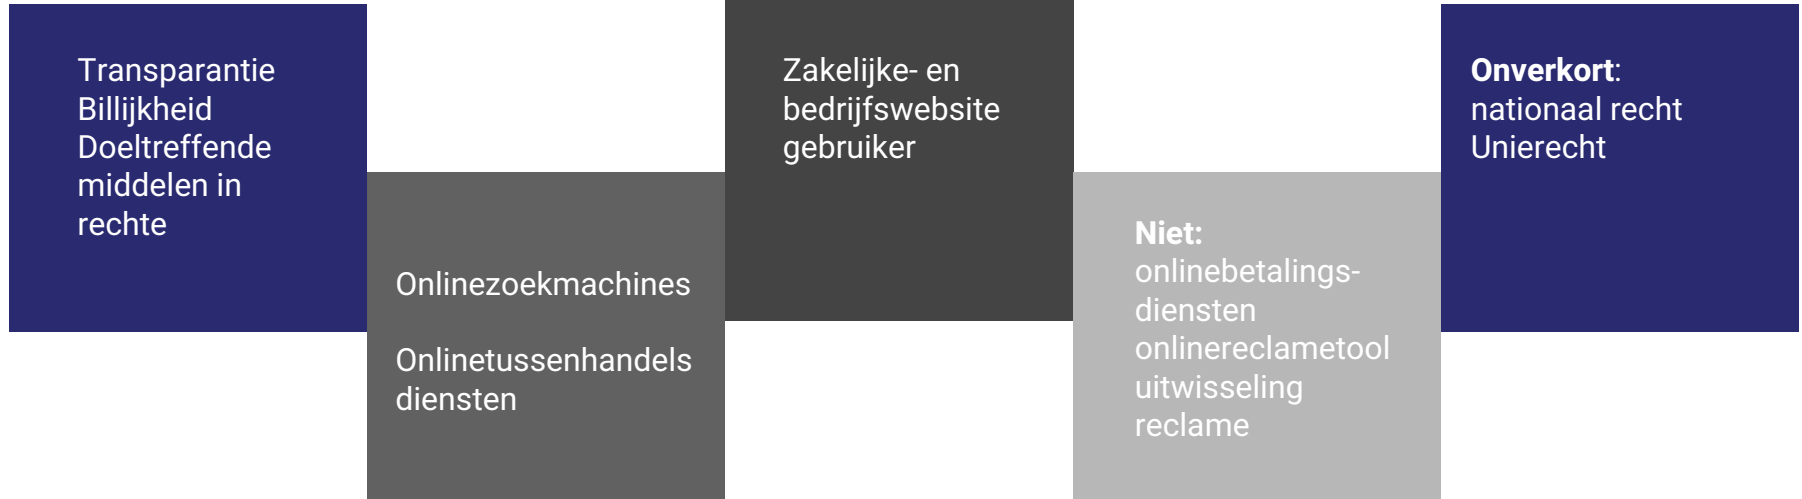 Transparantie
Billijkheid
Doeltreffende
middelen in
rechte
Onlinezoekmachines
Onlinetussenhandels
diensten
Zakelijke- en
bedrijfswebsite
gebruiker
Niet:
onlinebetalings-
diensten
onlinereclametool
uitwisseling
reclame
Onverkort:
nationaal recht
Unierecht